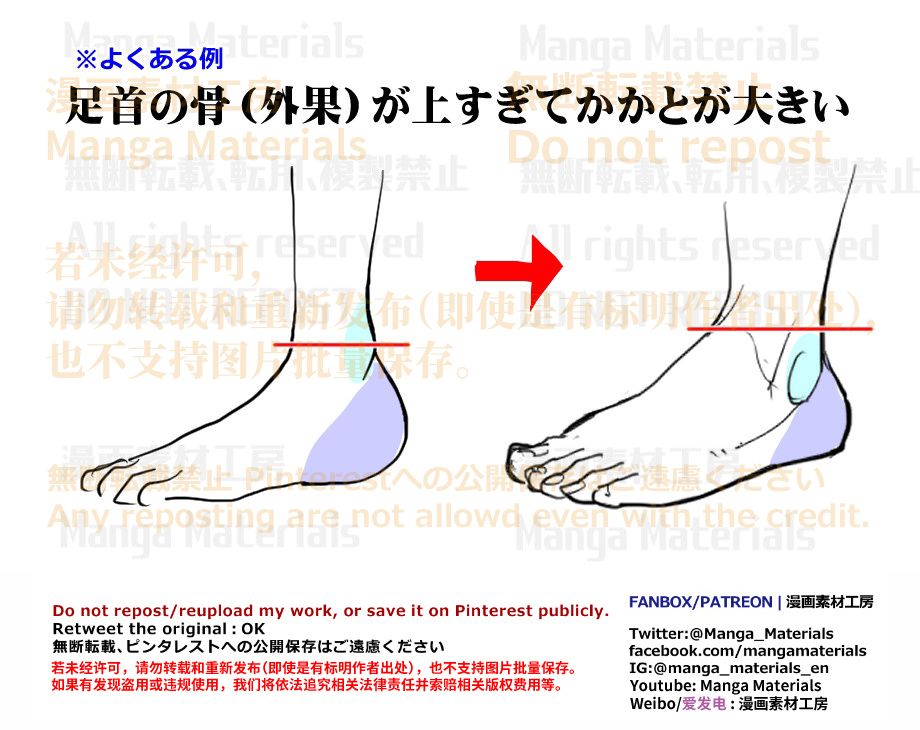 ※よくある例
足首の骨(外果)が上すぎてかかとが大きい
Manga Materials
Manga Materials
漫画素材工房
無断転載禁止
Manga Materials
Do not repost
無断転載、転用、複製禁止
無断転載、転用、複製禁止
All rights reserved
All rights reserved
若未经许可,
DO NOT REPOST
请勿转载和重新发布(即使是有标明作者出处),
也不支持图片批量保存。
漫画素材工房
漫画素材工房
無断転載禁止 Pinterestへの公開保存はご遠慮ください
Any reposting are not allowd even with the credit.
Manga Materials
Manga Materials
Do not repost/reupload my work, or save it on Pinterest publicly.
Retweet the original : OK
無断転載、ピンタレストへの公開保存はご遠慮ください
若未经许可，请勿转载和重新发布(即使是有标明作者出处)，也不支持图片批量保存。
如果有发现盗用或违规使用，我们将依法追究相关法律责任并索赔相关版权费用等。
FANBOX/PATREON | 漫画素材工房
Twitter:@Manga_Materials
facebook.com/mangamaterials
IG:@manga_materials_en
Youtube: Manga Materials
Weibo/爱发电 : 漫画素材工房